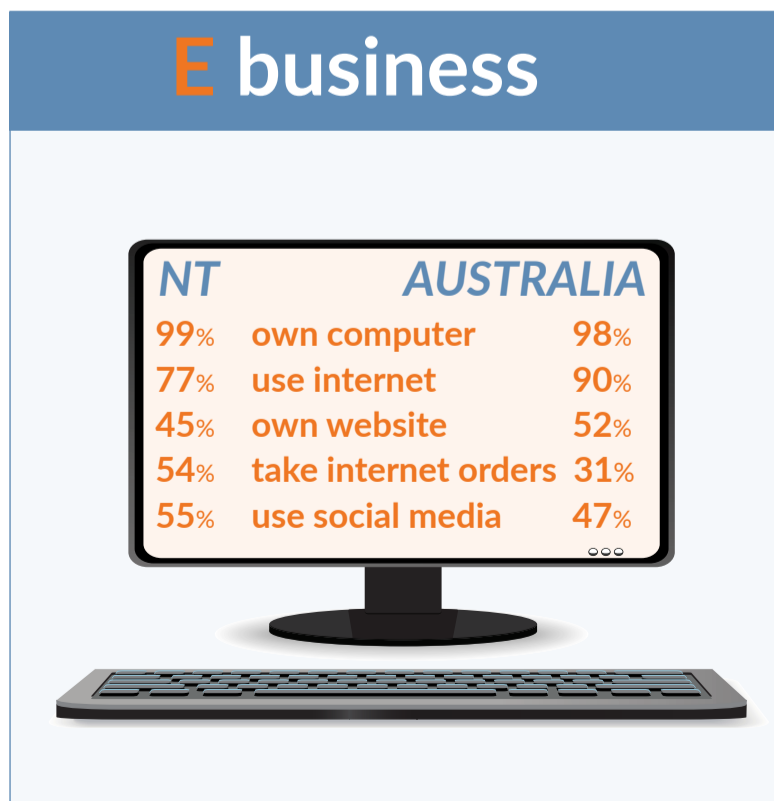 E business
NT AUSTRALIA
99% own computer 98%
77% use internet 90%
45% own website 52%
54% take internet orders 31%
55% use social media 47%